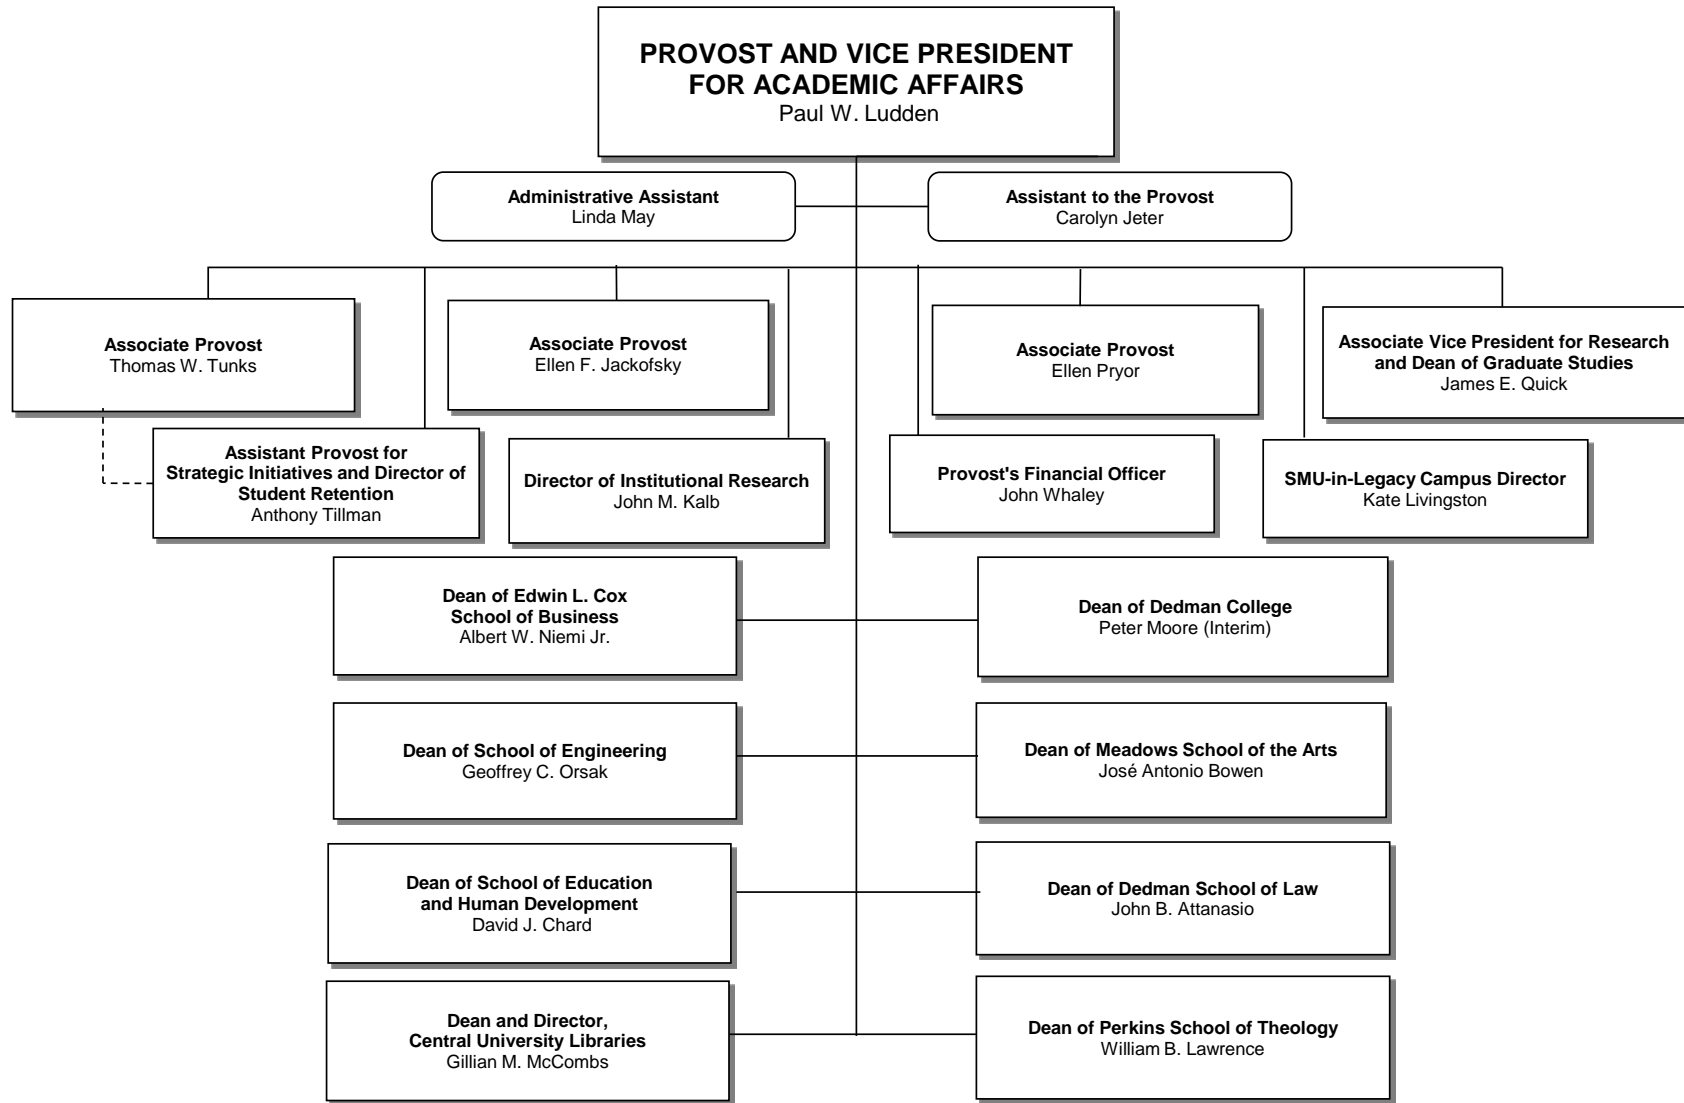 PROVOST AND VICE PRESIDENT
FOR ACADEMIC AFFAIRS
Paul W. Ludden
Administrative Assistant
Linda May
Assistant to the Provost
Carolyn Jeter
Associate Provost
Thomas W. Tunks
Associate Provost
Ellen F. Jackofsky
Associate Provost
Ellen Pryor
Associate Vice President for Research
and Dean of Graduate Studies
James E. Quick
Assistant Provost for
Strategic Initiatives and Director of
Student Retention
Anthony Tillman
Director of Institutional Research
John M. Kalb
Provost's Financial Officer
John Whaley
SMU-in-Legacy Campus Director
Kate Livingston
Dean of Edwin L. Cox
School of Business
Albert W. Niemi Jr.
Dean of Dedman College
Peter Moore (Interim)
Dean of School of Engineering
Geoffrey C. Orsak
Dean of Meadows School of the Arts
José Antonio Bowen
Dean of School of Education
and Human Development
David J. Chard
Dean of Dedman School of Law
John B. Attanasio
Dean and Director,
Central University Libraries
Gillian M. McCombs
Dean of Perkins School of Theology
William B. Lawrence